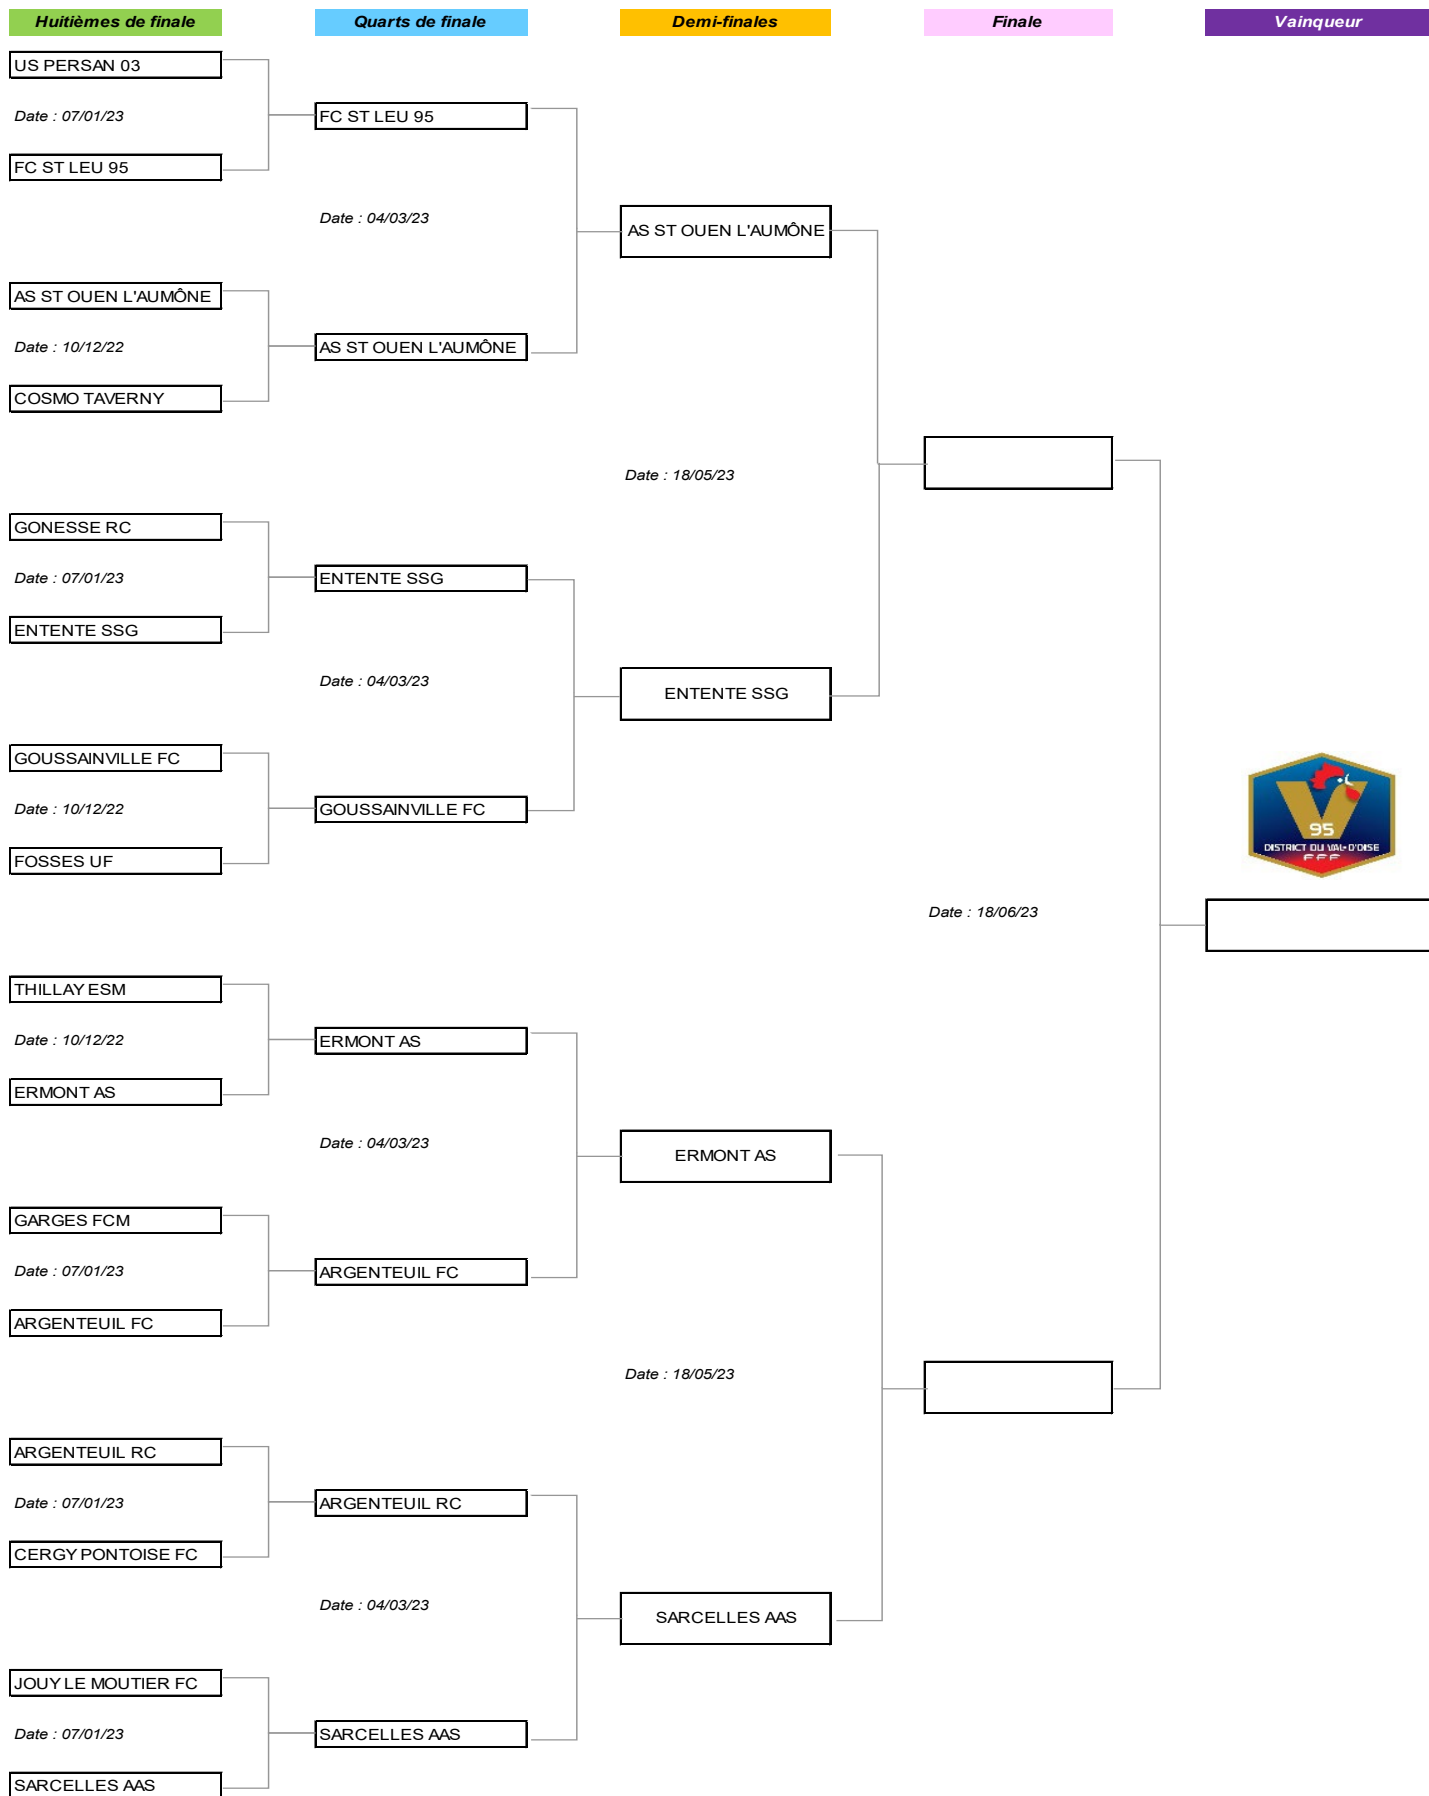 Huitièmes de finale
Quarts de finale
Demi-finales
Finale
Vainqueur
US PERSAN 03
Date : 07/01/23
FC ST LEU 95
FC ST LEU 95
Date : 04/03/23
AS ST OUEN L'AUMÔNE
AS ST OUEN L'AUMÔNE
Date : 10/12/22
AS ST OUEN L'AUMÔNE
COSMO TAVERNY
Date : 18/05/23
GONESSE RC
Date : 07/01/23
ENTENTE SSG
ENTENTE SSG
Date : 04/03/23
ENTENTE SSG
GOUSSAINVILLE FC
Date : 10/12/22
GOUSSAINVILLE FC
FOSSES UF
V
95
DISTRICT DU VAL-D'OISE
FFF
Date : 18/06/23
THILLAY ESM
Date : 10/12/22
ERMONT AS
ERMONT AS
Date : 04/03/23
ERMONT AS
GARGES FCM
Date : 07/01/23
ARGENTEUIL FC
ARGENTEUIL FC
Date : 18/05/23
ARGENTEUIL RC
Date : 07/01/23
ARGENTEUIL RC
CERGY PONTOISE FC
Date : 04/03/23
SARCELLES AAS
JOUY LE MOUTIER FC
Date : 07/01/23
SARCELLES AAS
SARCELLES AAS